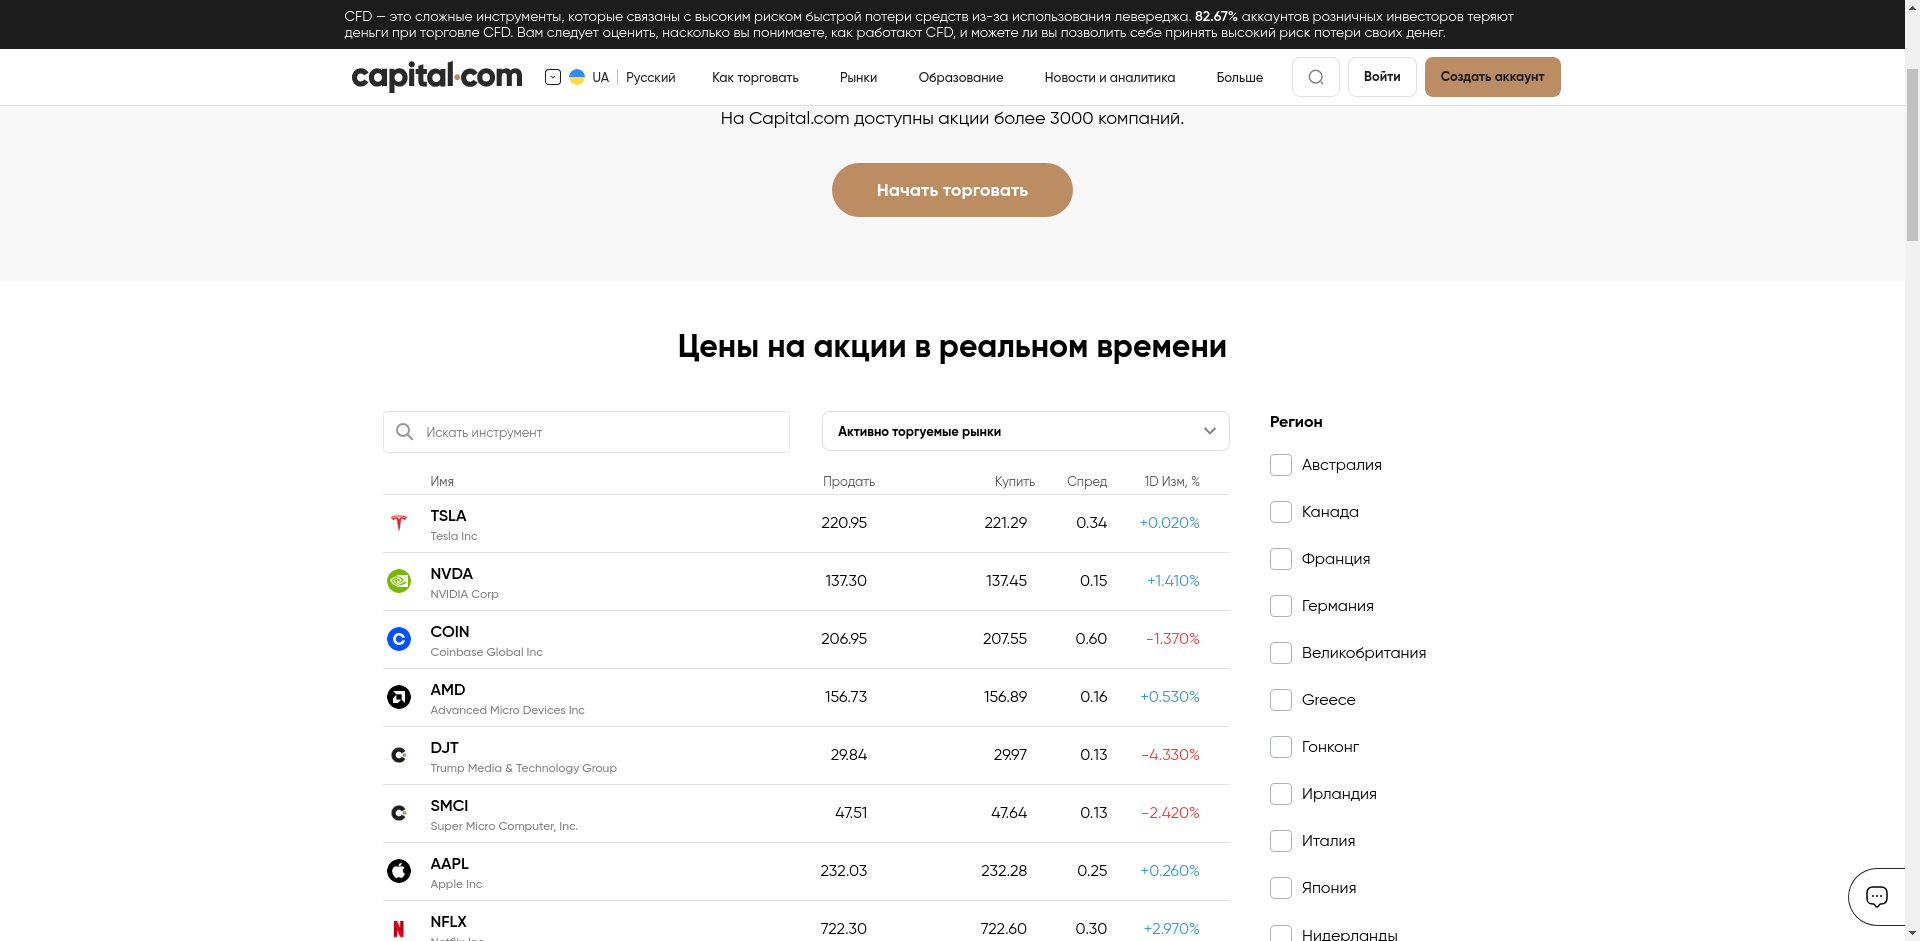 CFD — это сложные инструменты, которые связаны с высоким риском быстрой потери средств из-за использования левереджа. 82.67% аккаунтов розничных инвесторов теряют
деньги при торговле CFD. Вам следует оценить, насколько вы понимаете, как работают CFD, и можете ли вы позволить себе принять высокий риск потери своих денег.
capital.com UA Русский Как торговать Рынки Образование Новости и аналитика Больше Войти Создать аккаунт
На Capital.com доступны акции более 3000 компаний.
Начать торговать
Цены на акции в реальном времени
Искать инструмент
Активно торгуемые рынки
Имя Продать Купить Спред 1D Изм, %
TSLA 220.95 221.29 0.34 +0.020%
Tesla Inc
NVDA 137.30 137.45 0.15 +1.410%
NVIDIA Corp
COIN 206.95 207.55 0.60 -1.370%
Coinbase Global Inc
AMD 156.73 156.89 0.16 +0.530%
Advanced Micro Devices Inc
DJT 29.84 29.97 0.13 -4.330%
Trump Media & Technology Group
SMCI 47.51 47.64 0.13 -2.420%
Super Micro Computer, Inc.
AAPL 232.03 232.28 0.25 +0.260%
Apple Inc
NFLX 722.30 722.60 0.30 +2.970%
Netflix Inc
Регион
Австралия
Канада
Франция
Германия
Великобритания
Greece
Гонконг
Ирландия
Италия
Япония
Нидерланды